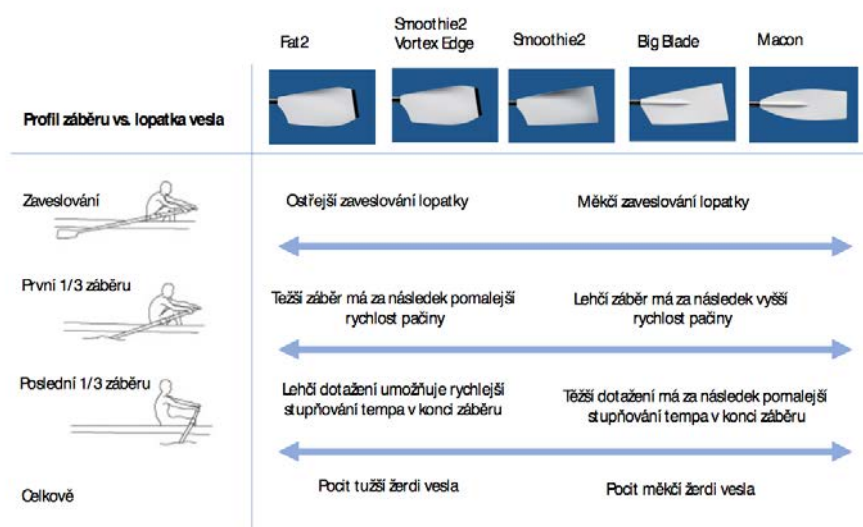 Fat2
Smoothie2
Vortex Edge
Smoothie2
Big Blade
Macon
Profil záběru vs. lopatka vesla
Zaveslování
Ostřejší zaveslování lopatky
Měkčí zaveslování lopatky
První 1/3 záběru
Težší záběr má za následek pomalejší
rychlost pačiny
Lehčí záběr má za následek vyšší
rychlost pačiny
Poslední 1/3 záběru
Lehčí dotažení umožňuje rychlejší
stupňování tempa v konci záběru
Těžší dotažení má za následek pomalejší
stupňování tempa v konci záběru
Celkově
Pocit tužší žerdi vesla
Pocit měkčí žerdi vesla